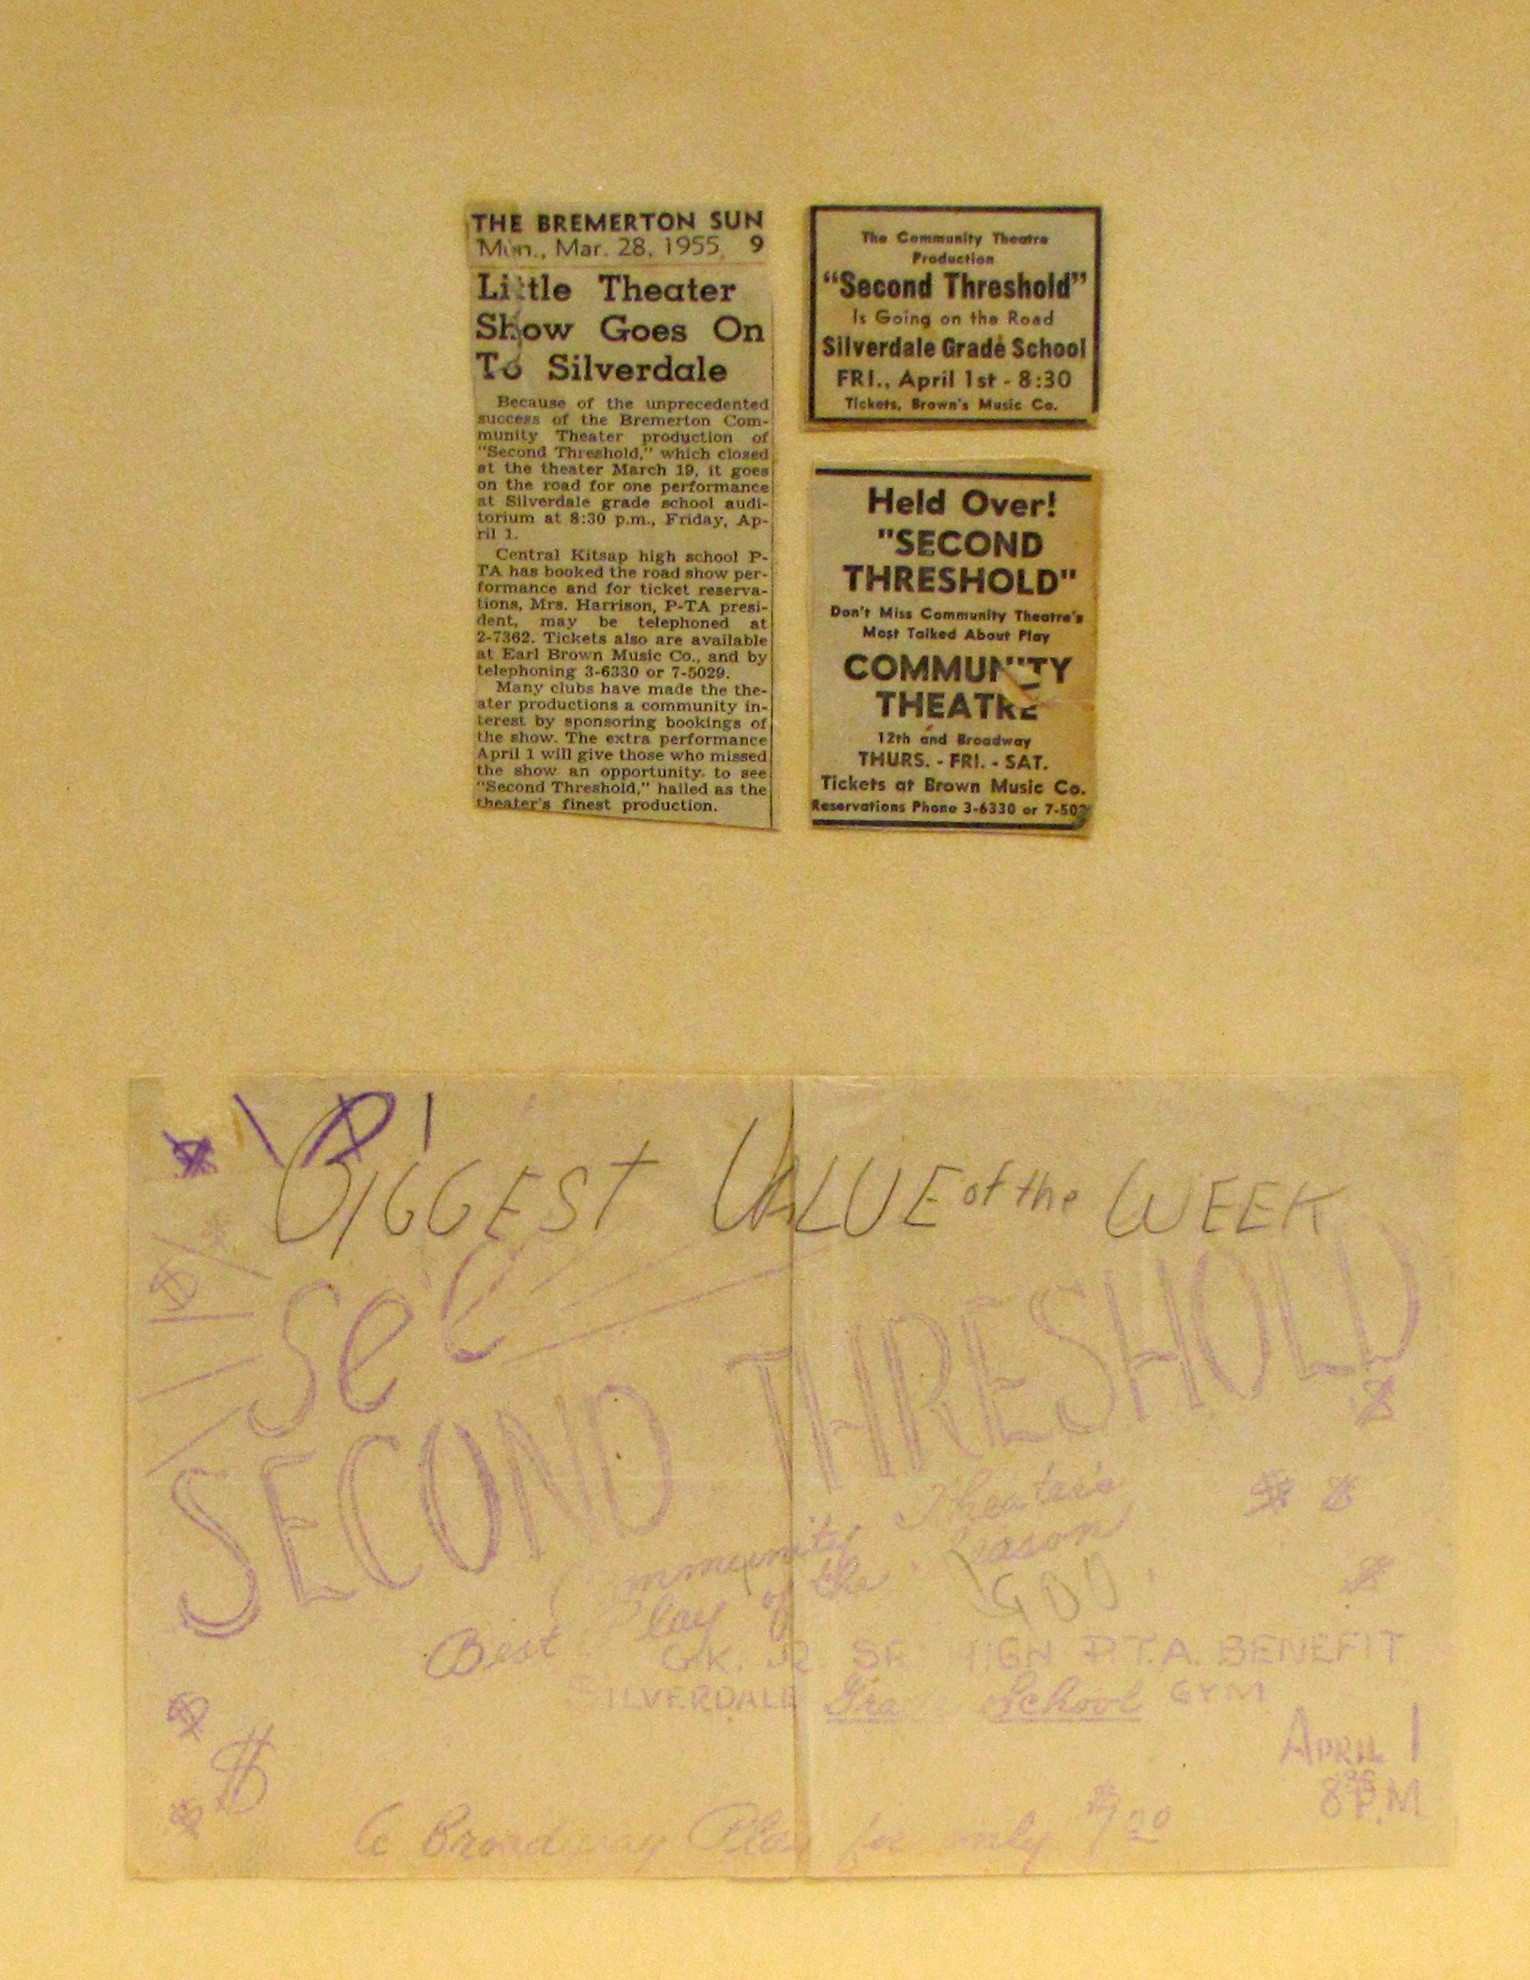 THE BREMERTON SUN
Mon., Mar. 28, 1955 9
Little Theater
Show Goes On
To Silverdale
Because of the unprecedented
success of the Bremerton Com-
munity Theater production of
"Second Threshold," which closed
at the theater March 19, it goes
on the road for one performance
at Silverdale grade school audi-
torium at 8:30 p.m., Friday, Ap-
ril 1.
Central Kitsap high school P-
TA has booked the road show per-
formance and for ticket reserva-
tions, Mrs. Harrison, P-TA presi-
dent, may be telephoned at
2-7362. Tickets also are available
at Earl Brown Music Co., and by
telephoning 3-6330 or 7-5029.
Many clubs have made the the-
ater productions a community in-
terest by sponsoring bookings of
the show. The extra performance
April 1 will give those who missed
the show an opportunity to see
"Second Threshold," hailed as the
theater's finest production.
The Community Theatre
Production
"Second Threshold"
Is Going on the Road
Silverdale Grade School
FRI., April 1st - 8:30
Tickets, Brown's Music Co.
Held Over!
"SECOND
THRESHOLD"
Don't Miss Community Theatre's
Most Talked About Play
COMMUNITY
THEATRE
12th and Broadway
THURS. - FRI. - SAT.
Tickets at Brown Music Co.
Reservations Phone 3-6330 or 7-502
BIGGEST VALUE of the WEEK
See
SECOND THRESHOLD
Community Theater's
Best Play of the Season
HIGH P.T.A. BENEFIT
SILVERDALE Grade School GYM
APRIL 1
8 30 P.M
A Broadway Play for only $1.20